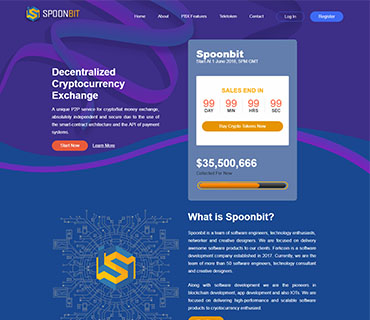 SPOONBIT
Home About P5X Features Teletoken Contact Log In Register
Spoonbit
Start At 1 June 2019, 5PM GMT
SALES END IN
99 99 99 99
DAY MIN HRS SEC
Buy Crypto Tokens Now
$35,500,666
Collected For Now
Decentralized
Cryptocurrency
Exchange
A unique P2P service for crypto/fiat money exchange,
absolutely independent and secure due to the use of
the smart-contract architecture and the API of payment
systems.
Start Now Learn More
What is Spoonbit?
Spoonbit is a team of software engineers, technology enthusiasts,
networker and creative designers. We are focused on delivery
awesome software products to our clients. Forticoin is a software
development company established in 2017. Currently, we are the
team of more than 50 software engineers, technology consultant
and creative designers.
Along with software development we are the pioneers in
blockchain development, app development and also IOTs. We are
focused on delivering high-performance and scalable software
products to cryptocurrency enthusiast.